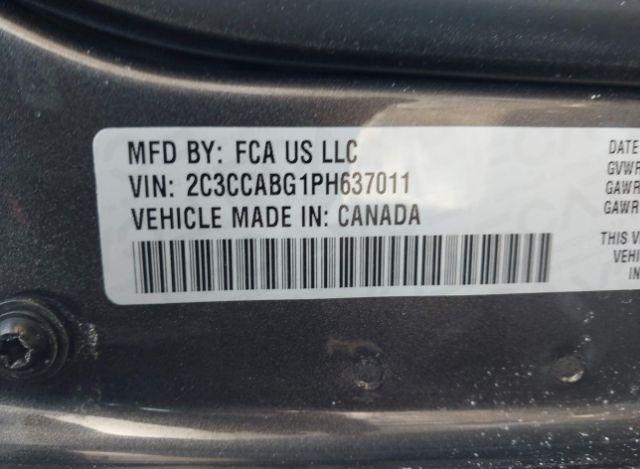 MFD BY: FCA US LLC
VIN: 2C3CCABG1PH637011
VEHICLE MADE IN: CANADA
DATE
GVWR
GAWR
GAWR
THIS V
VEHI
IN